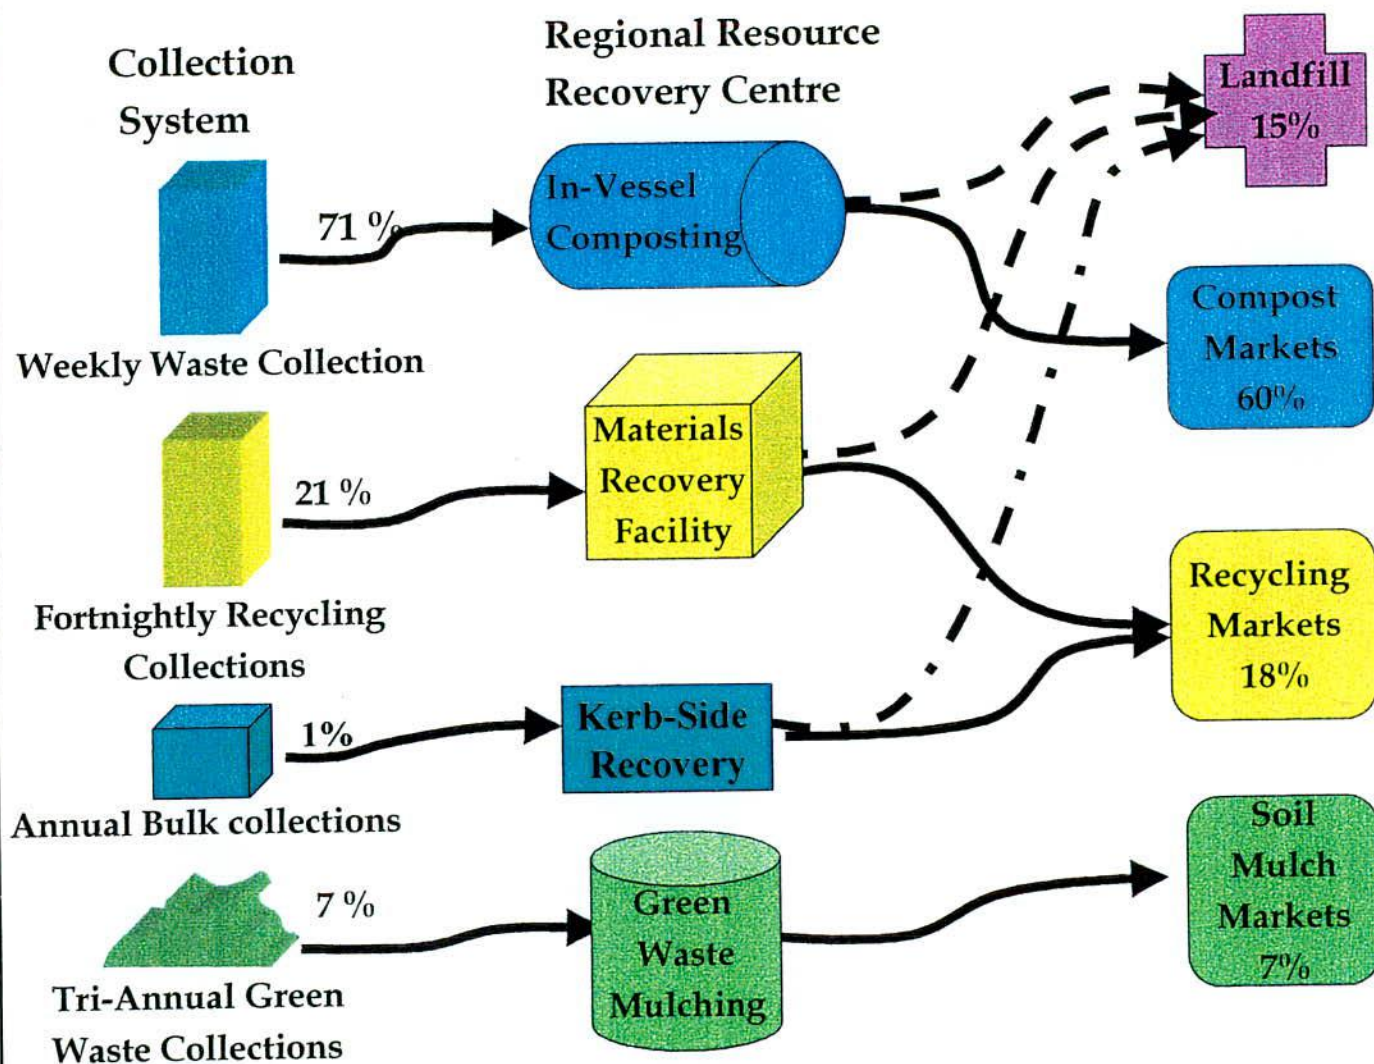 Collection
System
Regional Resource
Recovery Centre
Landfill
15%
71 %
In-Vessel
Composting
Weekly Waste Collection
Compost
Markets
60%
21 %
Materials
Recovery
Facility
Fortnightly Recycling
Collections
Recycling
Markets
18%
1%
Kerb-Side
Recovery
Annual Bulk collections
7 %
Green
Waste
Mulching
Soil
Mulch
Markets
7%
Tri-Annual Green
Waste Collections